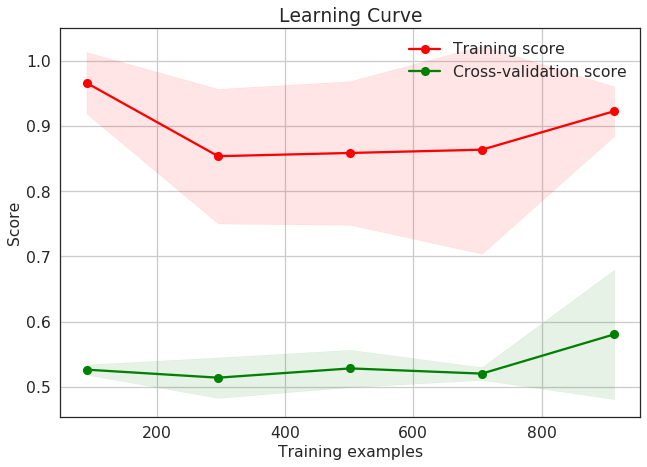 Learning Curve
Training score
Cross-validation score
1.0
0.9
0.8
0.7
0.6
0.5
Score
200 400 600 800
Training examples